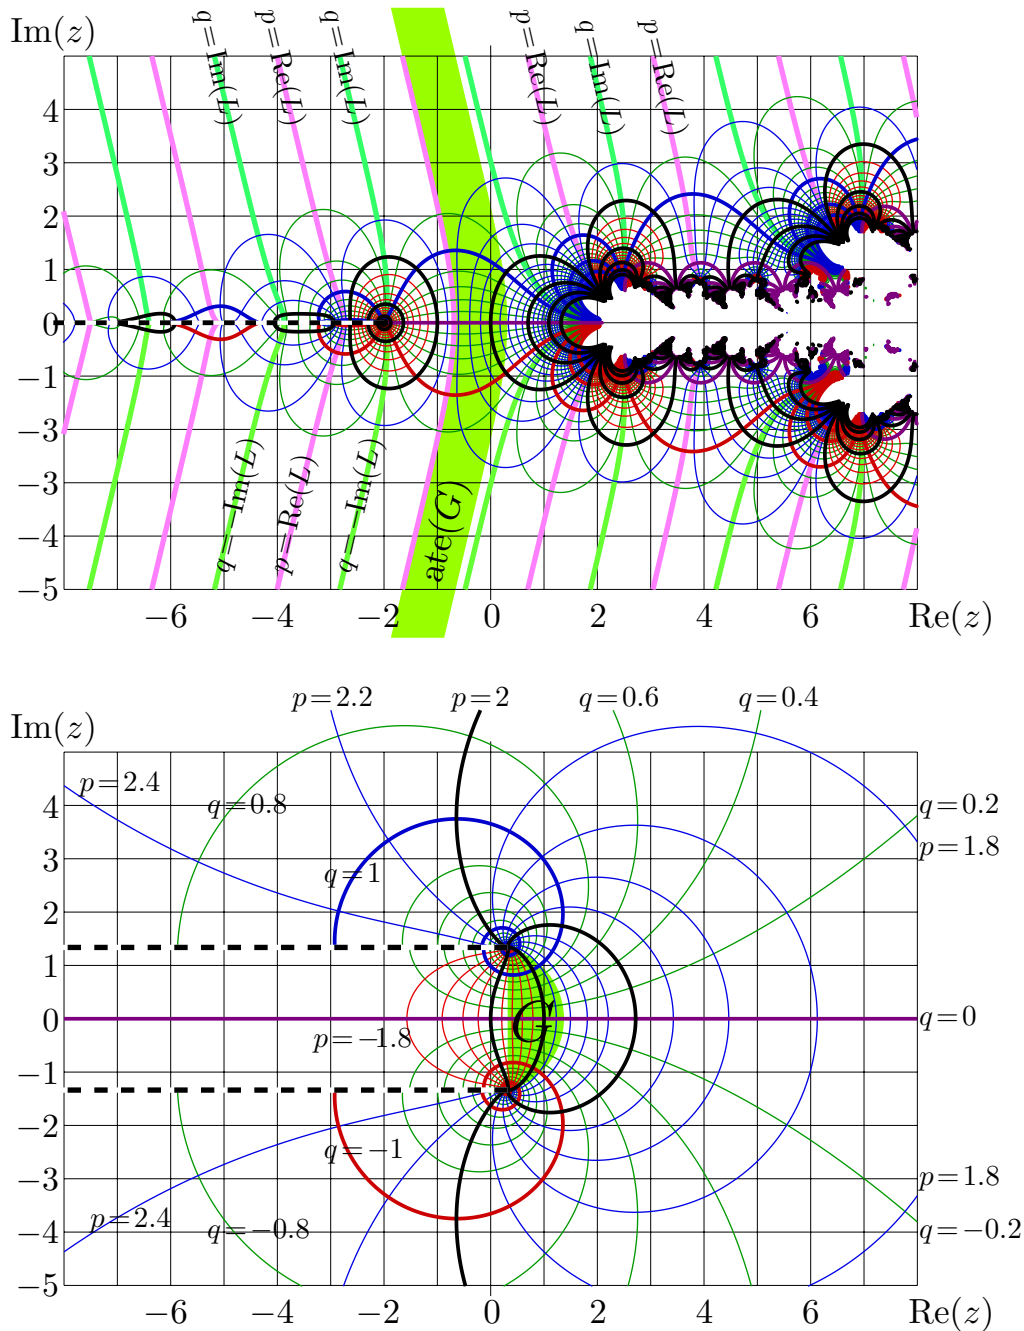 Im(z)
q=Im(L)
p=Re(L)
q=Im(L)
p=Re(L)
q=Im(L)
p=Re(L)
4
3
2
1
0
−1
−3
−3
−4
−5
q=−Im(L)
p=Re(L)
q=−Im(L)
ate(G)
−6 −4 −2 0 2 4 6 Re(z)
p=2.2 p=2 q=0.6 q=0.4
Im(z)
p=2.4
q=0.8
4
q=0.2
p=1.8
3
q=1
2
1
0
q=0
p=−1.8
G
−1
−2
q=−1
−3
p=1.8
p=2.4
q=−0.8
−4
q=−0.2
−5
−6 −4 −2 0 2 4 6 Re(z)